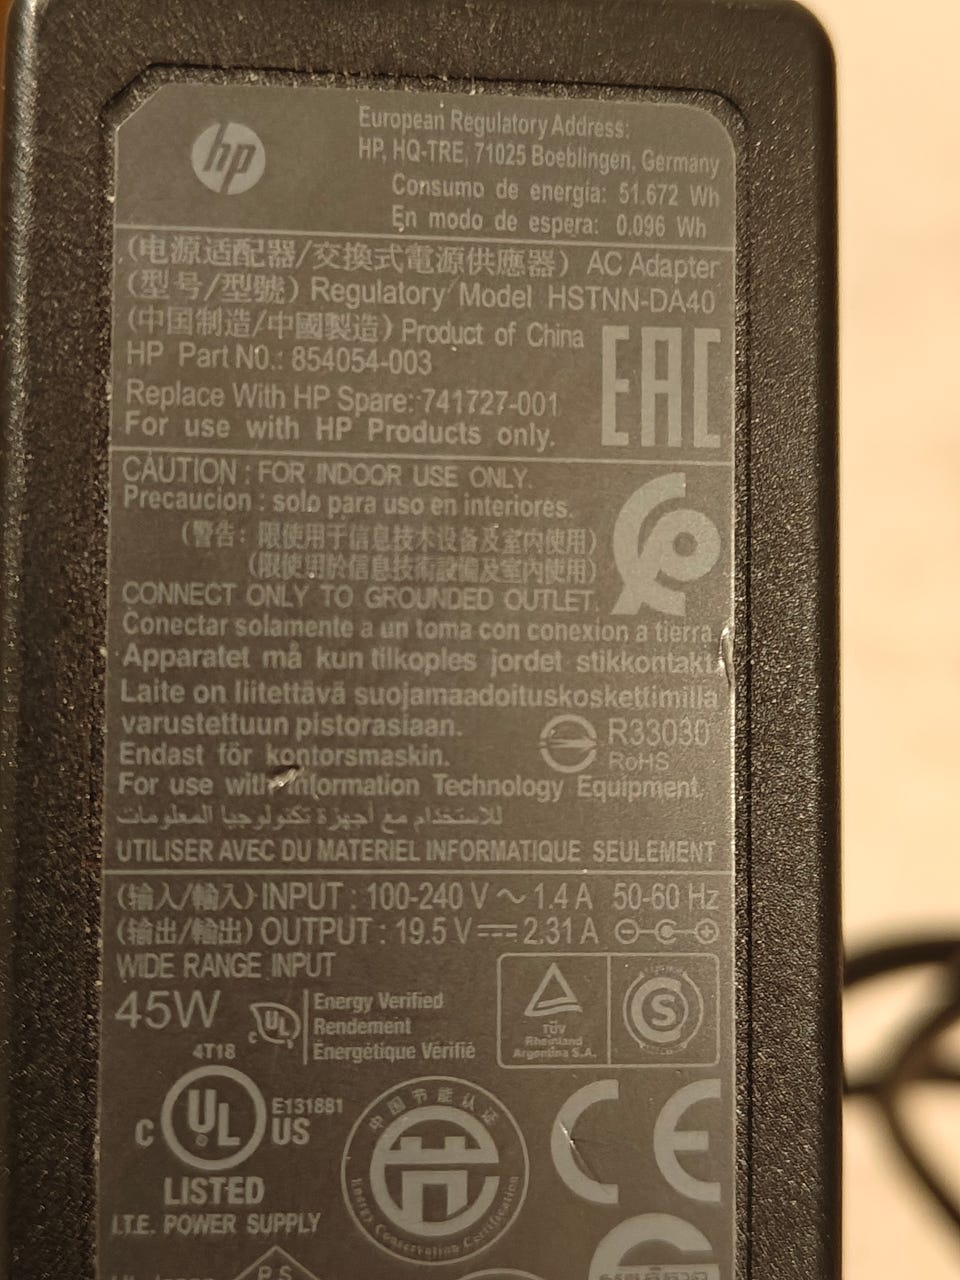 hp
European Regulatory Address:
HP, HQ-TRE, 71025 Boeblingen, Germany
Consumo de energía: 51.672 Wh
En modo de espera: 0.096 Wh
(电源适配器/交換式電源供應器) AC Adapter
(型号/型號) Regulatory Model HSTNN-DA40
(中国制造/中國製造) Product of China
HP Part NO.: 854054-003
Replace With HP Spare: 741727-001
For use with HP Products only.
EAC
CAUTION : FOR INDOOR USE ONLY.
Precaucion : solo para uso en interiores.
(警告: 限使用于信息技术设备及室内使用)
(限使用於信息技術設備及室內使用)
CONNECT ONLY TO GROUNDED OUTLET.
Conectar solamente a un toma con conexion a tierra.
Apparatet må kun tilkoples jordet stikkontakt.
Laite on liitettävä suojamaadoituskoskettimilla
varustettuun pistorasiaan.
Endast för kontorsmaskin.
R33030
RoHS
For use with Information Technology Equipment.
للاستخدام مع أجهزة تكنولوجيا المعلومات
UTILISER AVEC DU MATERIEL INFORMATIQUE SEULEMENT
(输入/輸入) INPUT : 100-240 V ~ 1.4 A 50-60 Hz
(输出/輸出) OUTPUT : 19.5 V ⎓ 2.31 A
WIDE RANGE INPUT
45W
UL
Energy Verified
Rendement
Énergétique Vérifié
TÜV
Rheinland
Argentina S.A.
S
4T18
C UL US
E131881
LISTED
I.T.E. POWER SUPPLY
中国节能认证
Energy Conservation Certification
CE
P.S